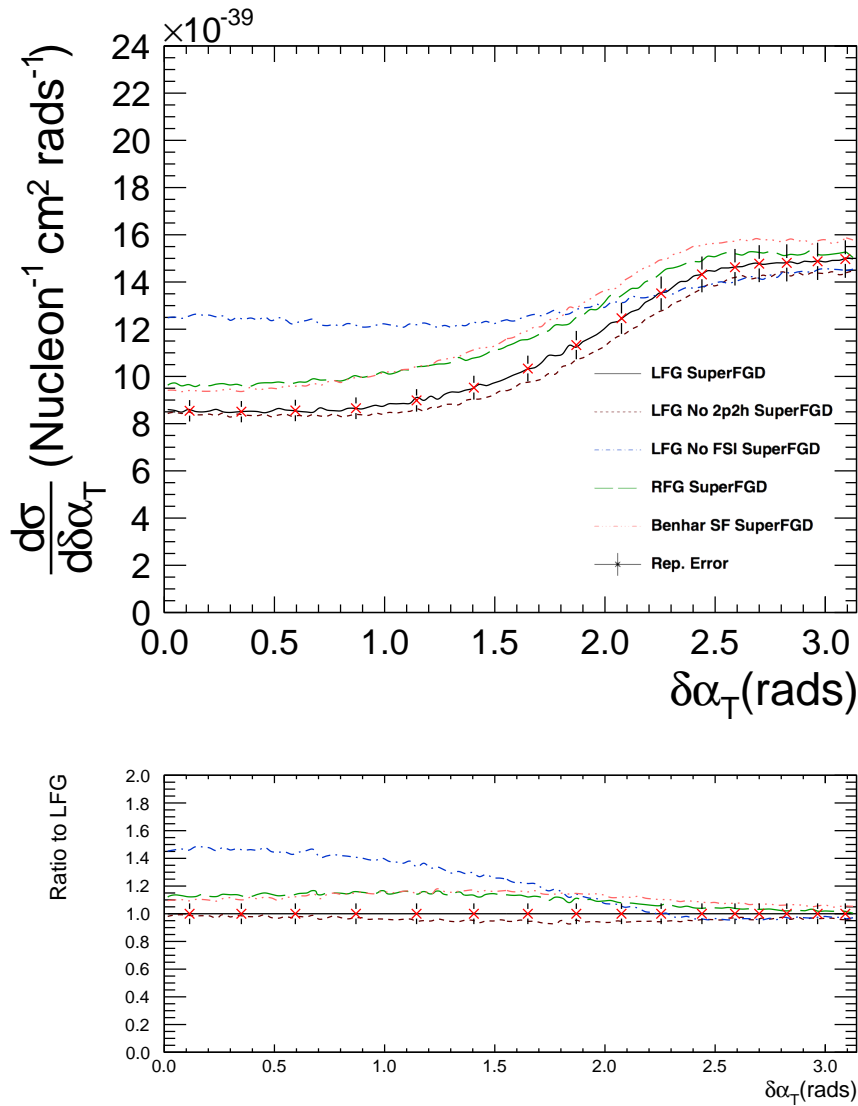 ×10⁻³⁹
24
22
20
18
16
14
12
10
8
6
4
2
0
dσ/dδα_T (Nucleon⁻¹ cm² rads⁻¹)
LFG SuperFGD
LFG No 2p2h SuperFGD
LFG No FSI SuperFGD
RFG SuperFGD
Benhar SF SuperFGD
Rep. Error
0.0 0.5 1.0 1.5 2.0 2.5 3.0
δα_T(rads)
Ratio to LFG
2.0
1.8
1.6
1.4
1.2
1.0
0.8
0.6
0.4
0.2
0.0
0.0 0.5 1.0 1.5 2.0 2.5 3.0
δα_T(rads)